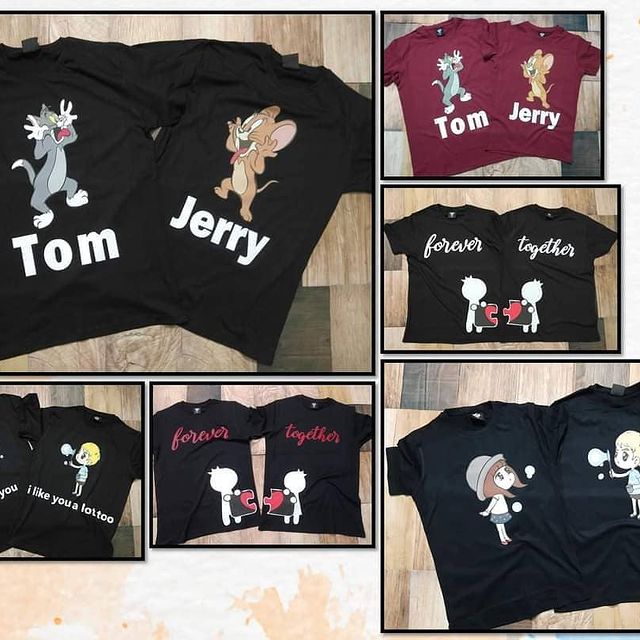 Tom
Jerry
Tom
Jerry
forever
together
you
i like you a lot too
forever
together